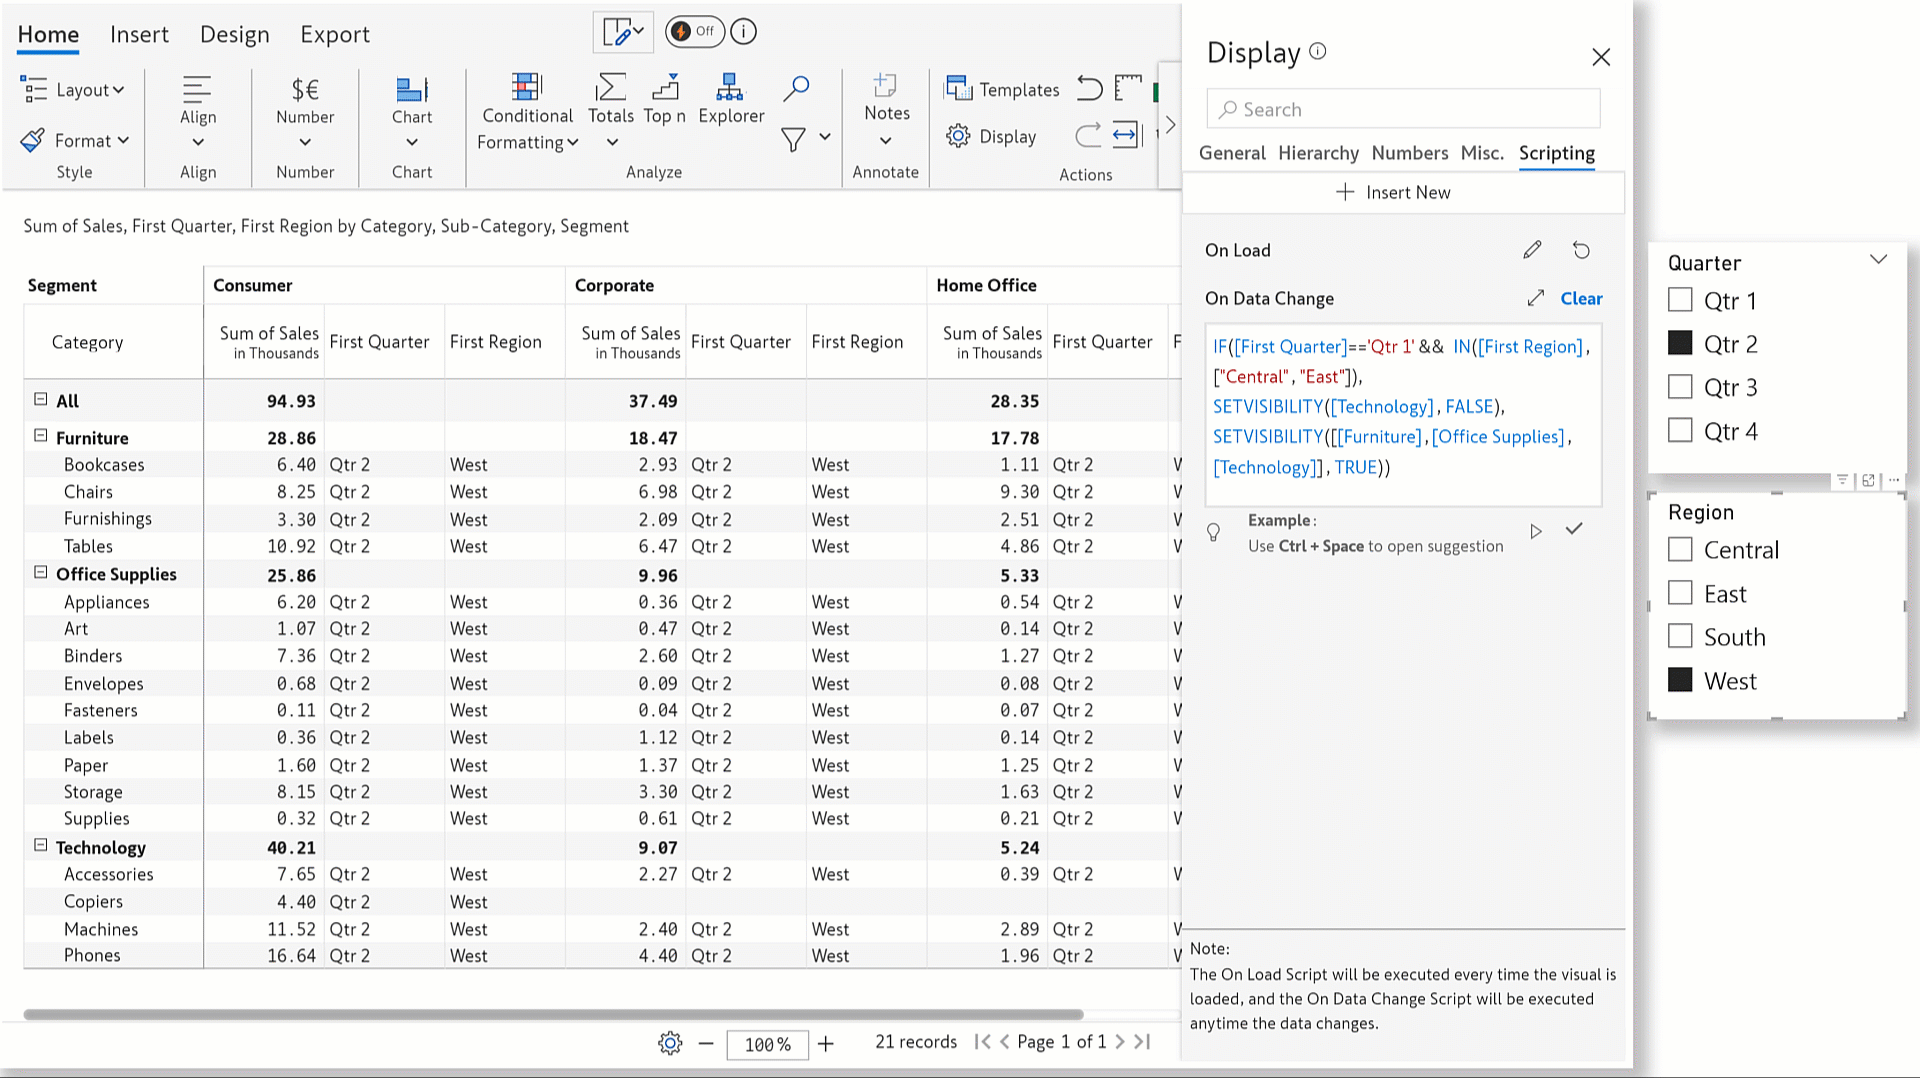 Home Insert Design Export
Off
Layout
Format
Style
Align
Align
$€
Number
Number
Chart
Chart
Conditional
Formatting
Totals
Top n
Explorer
Analyze
Notes
Annotate
Templates
Display
Actions
Sum of Sales, First Quarter, First Region by Category, Sub-Category, Segment
Segment Consumer Corporate Home Office
Category Sum of Sales in Thousands First Quarter First Region Sum of Sales in Thousands First Quarter First Region Sum of Sales in Thousands First Quarter F
All 94.93 37.49 28.35
Furniture 28.86 18.47 17.78
Bookcases 6.40 Qtr 2 West 2.93 Qtr 2 West 1.11 Qtr 2
Chairs 8.25 Qtr 2 West 6.98 Qtr 2 West 9.30 Qtr 2
Furnishings 3.30 Qtr 2 West 2.09 Qtr 2 West 2.51 Qtr 2
Tables 10.92 Qtr 2 West 6.47 Qtr 2 West 4.86 Qtr 2
Office Supplies 25.86 9.96 5.33
Appliances 6.20 Qtr 2 West 0.36 Qtr 2 West 0.54 Qtr 2
Art 1.07 Qtr 2 West 0.47 Qtr 2 West 0.14 Qtr 2
Binders 7.36 Qtr 2 West 2.60 Qtr 2 West 1.27 Qtr 2
Envelopes 0.68 Qtr 2 West 0.09 Qtr 2 West 0.08 Qtr 2
Fasteners 0.11 Qtr 2 West 0.04 Qtr 2 West 0.07 Qtr 2
Labels 0.36 Qtr 2 West 1.12 Qtr 2 West 0.14 Qtr 2
Paper 1.60 Qtr 2 West 1.37 Qtr 2 West 1.25 Qtr 2
Storage 8.15 Qtr 2 West 3.30 Qtr 2 West 1.63 Qtr 2
Supplies 0.32 Qtr 2 West 0.61 Qtr 2 West 0.21 Qtr 2
Technology 40.21 9.07 5.24
Accessories 7.65 Qtr 2 West 2.27 Qtr 2 West 0.39 Qtr 2
Copiers 4.40 Qtr 2 West
Machines 11.52 Qtr 2 West 2.40 Qtr 2 West 2.89 Qtr 2
Phones 16.64 Qtr 2 West 4.40 Qtr 2 West 1.96 Qtr 2
100%
21 records
Page 1 of 1
Display
Search
General Hierarchy Numbers Misc. Scripting
Insert New
On Load
On Data Change Clear
IF([First Quarter]=='Qtr 1' && IN([First Region],
["Central","East"]),
SETVISIBILITY([Technology],FALSE),
SETVISIBILITY([[Furniture],[Office Supplies],
[Technology]],TRUE))
Example:
Use Ctrl + Space to open suggestion
Note:
The On Load Script will be executed every time the visual is
loaded, and the On Data Change Script will be executed
anytime the data changes.
Quarter
Qtr 1
Qtr 2
Qtr 3
Qtr 4
Region
Central
East
South
West